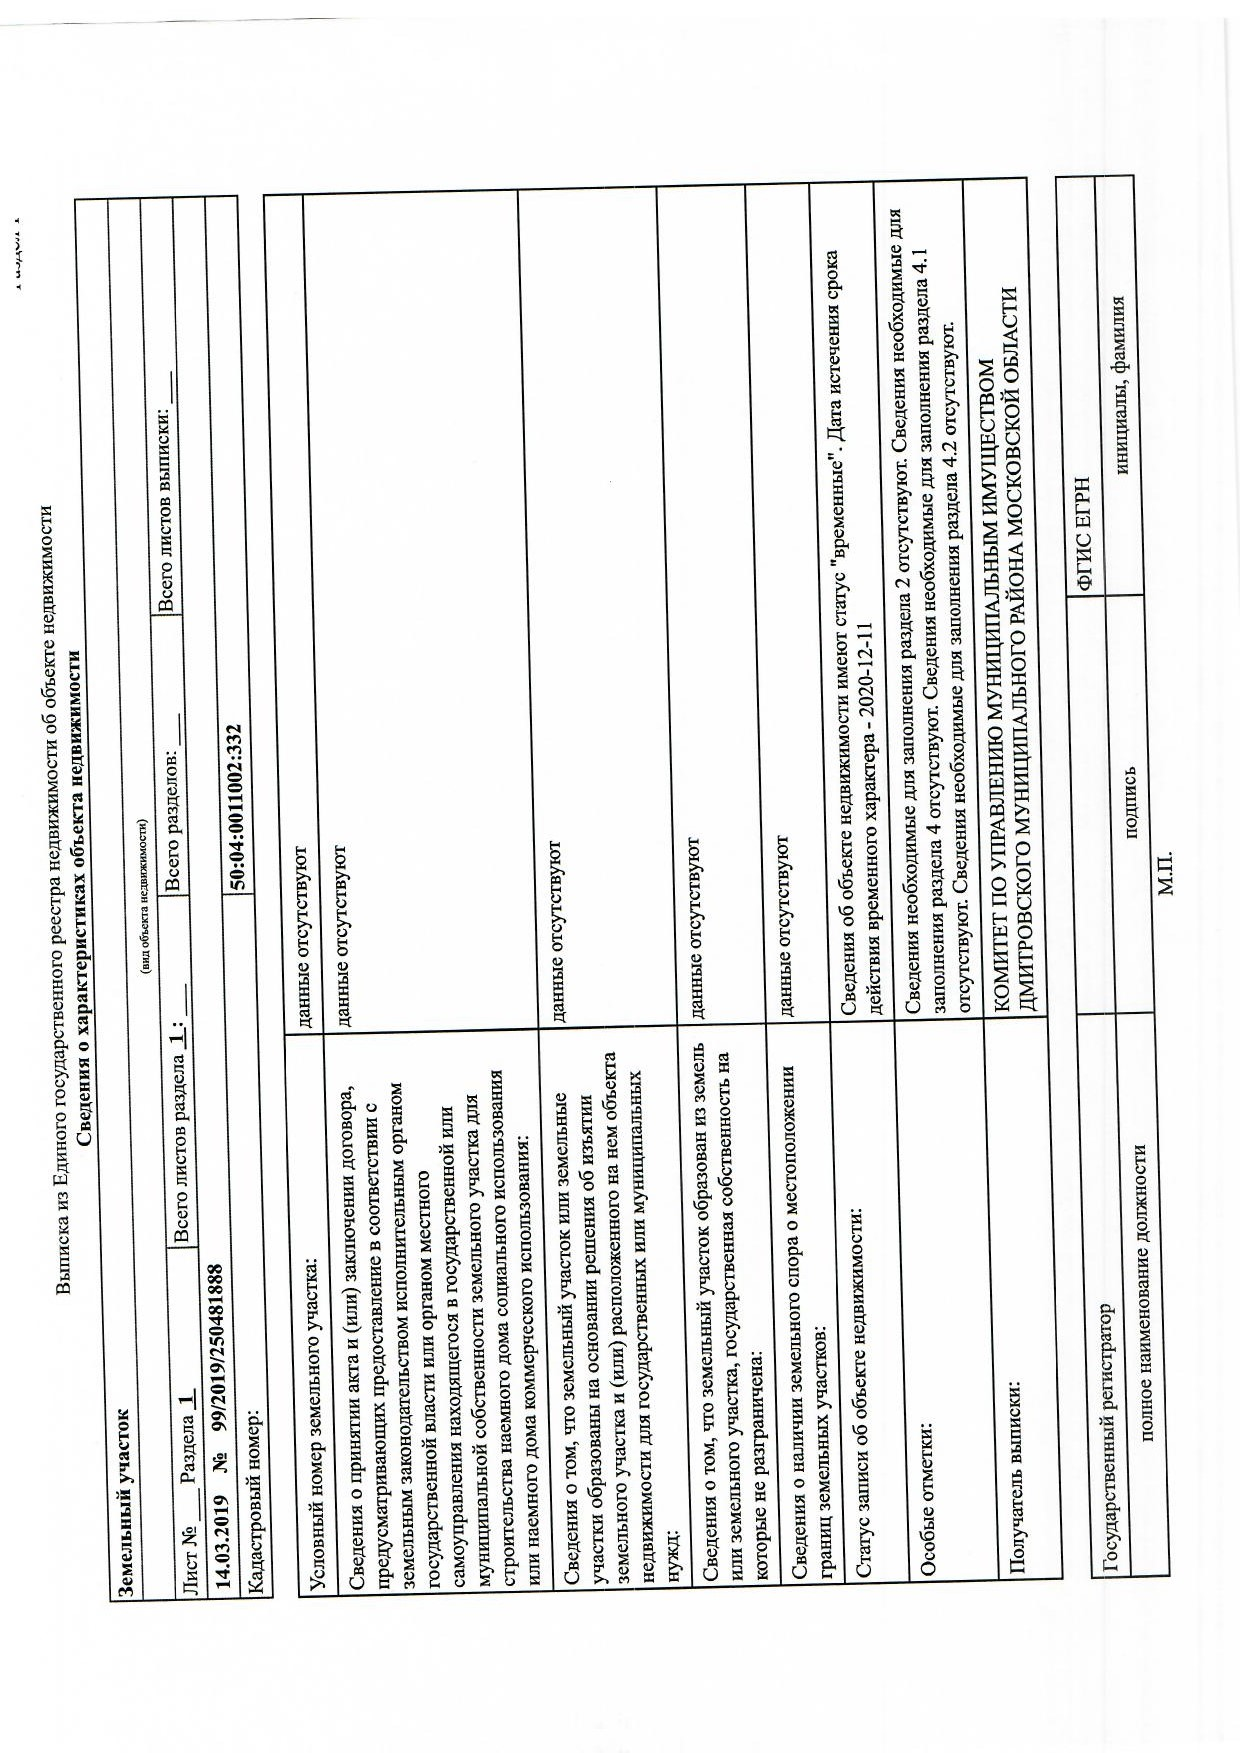 Раздел 1
Выписка из Единого государственного реестра недвижимости об объекте недвижимости
Сведения о характеристиках объекта недвижимости
Земельный участок
(вид объекта недвижимости)
Лист № ___ Раздела 1 Всего листов раздела 1 : ___ Всего разделов: ___ Всего листов выписки: ___
14.03.2019 № 99/2019/250481888
Кадастровый номер: 50:04:0011002:332
Условный номер земельного участка: данные отсутствуют
Сведения о принятии акта и (или) заключении договора, данные отсутствуют
предусматривающих предоставление в соответствии с
земельным законодательством исполнительным органом
государственной власти или органом местного
самоуправления находящегося в государственной или
муниципальной собственности земельного участка для
строительства наемного дома социального использования
или наемного дома коммерческого использования:
Сведения о том, что земельный участок или земельные данные отсутствуют
участки образованы на основании решения об изъятии
земельного участка и (или) расположенного на нем объекта
недвижимости для государственных или муниципальных
нужд:
Сведения о том, что земельный участок образован из земель данные отсутствуют
или земельного участка, государственная собственность на
которые не разграничена:
Сведения о наличии земельного спора о местоположении данные отсутствуют
границ земельных участков:
Статус записи об объекте недвижимости: Сведения об объекте недвижимости имеют статус "временные". Дата истечения срока
действия временного характера - 2020-12-11
Особые отметки: Сведения необходимые для заполнения раздела 2 отсутствуют. Сведения необходимые для
заполнения раздела 4 отсутствуют. Сведения необходимые для заполнения раздела 4.1
отсутствуют. Сведения необходимые для заполнения раздела 4.2 отсутствуют.
Получатель выписки: КОМИТЕТ ПО УПРАВЛЕНИЮ МУНИЦИПАЛЬНЫМ ИМУЩЕСТВОМ
ДМИТРОВСКОГО МУНИЦИПАЛЬНОГО РАЙОНА МОСКОВСКОЙ ОБЛАСТИ
Государственный регистратор ФГИС ЕГРН
полное наименование должности подпись инициалы, фамилия
М.П.